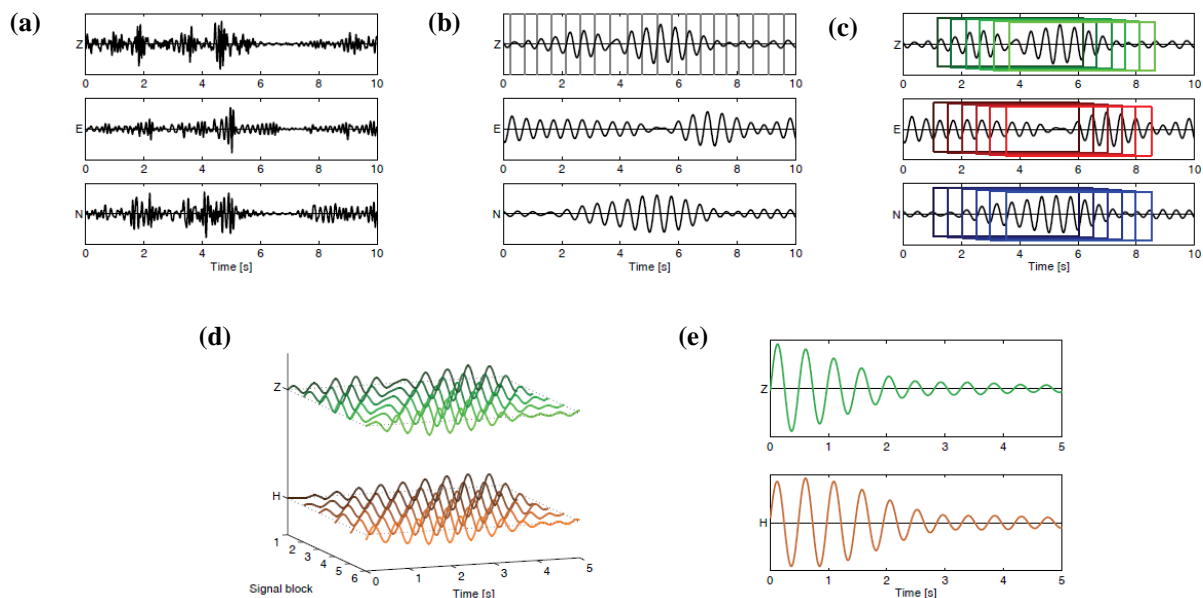 (a)
Z
0 2 4 6 8 10
E
0 2 4 6 8 10
N
0 2 4 6 8 10
Time [s]
(b)
Z
0 2 4 6 8 10
E
0 2 4 6 8 10
N
0 2 4 6 8 10
Time [s]
(c)
Z
0 2 4 6 8 10
E
0 2 4 6 8 10
N
0 2 4 6 8 10
Time [s]
(d)
Z
H
1 2 3 4 5 6
Signal block
0 1 2 3 4 5
Time [s]
(e)
Z
0 1 2 3 4 5
H
0 1 2 3 4 5
Time [s]